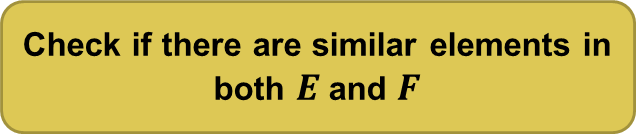 Check if there are similar elements in
both E and F